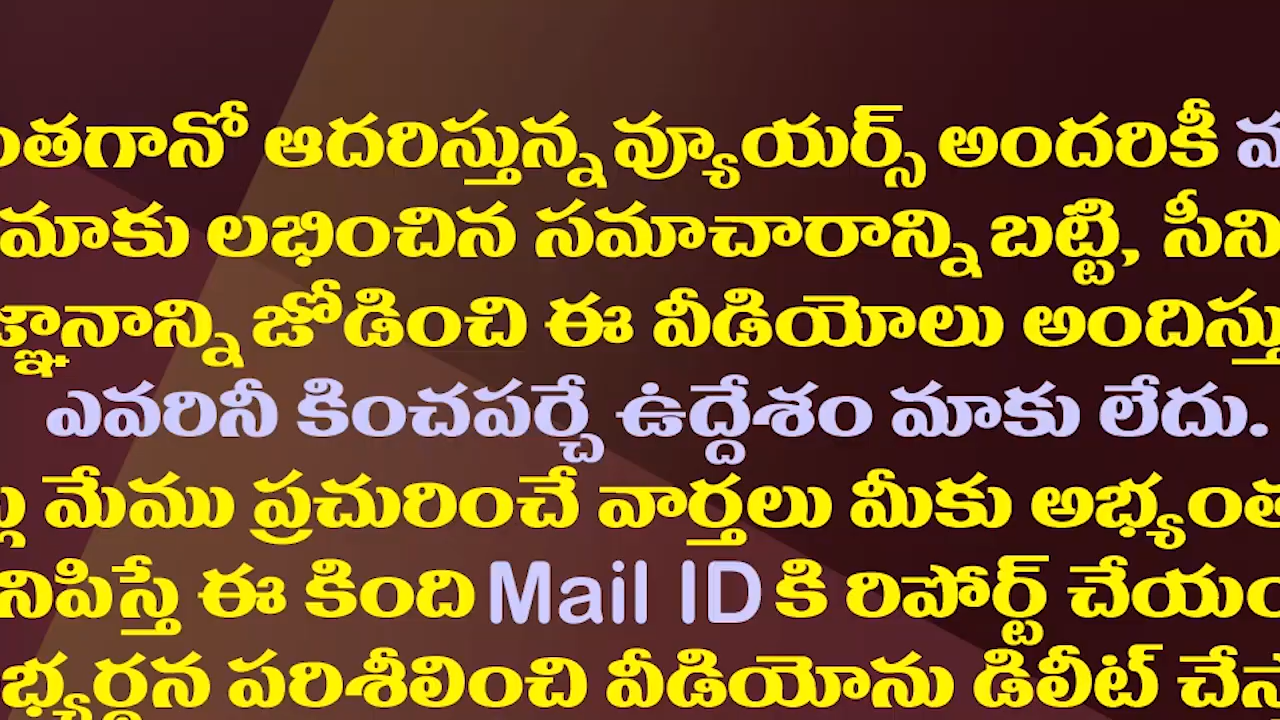 ంతగానో ఆదరిస్తున్న వ్యూయర్స్ అందరికీ
మాకు లభించిన సమాచారాన్ని బట్టి, సీని
జ్ఞానాన్ని జోడించి ఈ వీడియోలు అందిస్తు
ఎవరినీ కించపర్చే ఉద్దేశం మాకు లేదు.
మేము ప్రచురించే వార్తలు మీకు అభ్యంత
నిపిస్తే ఈ కింది Mail ID కి రిపోర్ట్ చేయం
భ్యర్థన పరిశీలించి వీడియోను డిలీట్ చేస